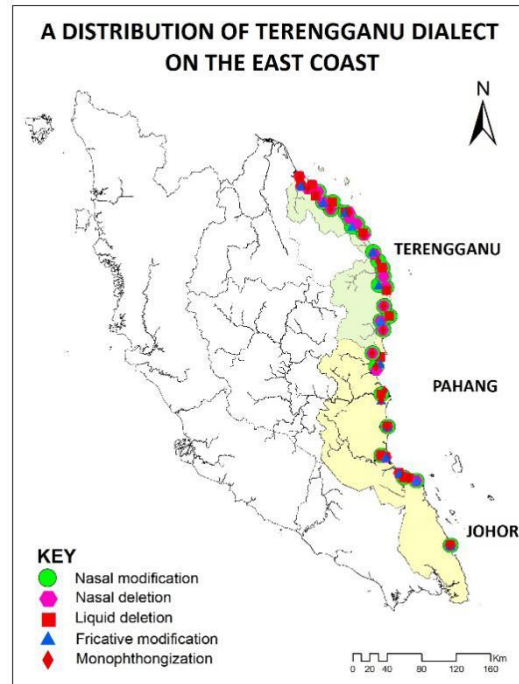 A DISTRIBUTION OF TERENGGANU DIALECT
ON THE EAST COAST
N
TERENGGANU
PAHANG
JOHOR
KEY
Nasal modification
Nasal deletion
Liquid deletion
Fricative modification
Monophthongization
Km
0 20 40 80 120 160